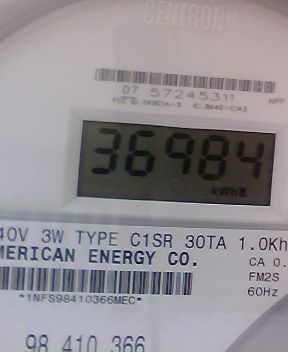 CENTRON
07 57245311
36984
kWh
40V 3W TYPE C1SR 30TA 1.0Kh
MERICAN ENERGY CO.
CA 0.
FM2S
60Hz
*1NFS98410366MEC*
98 410 366